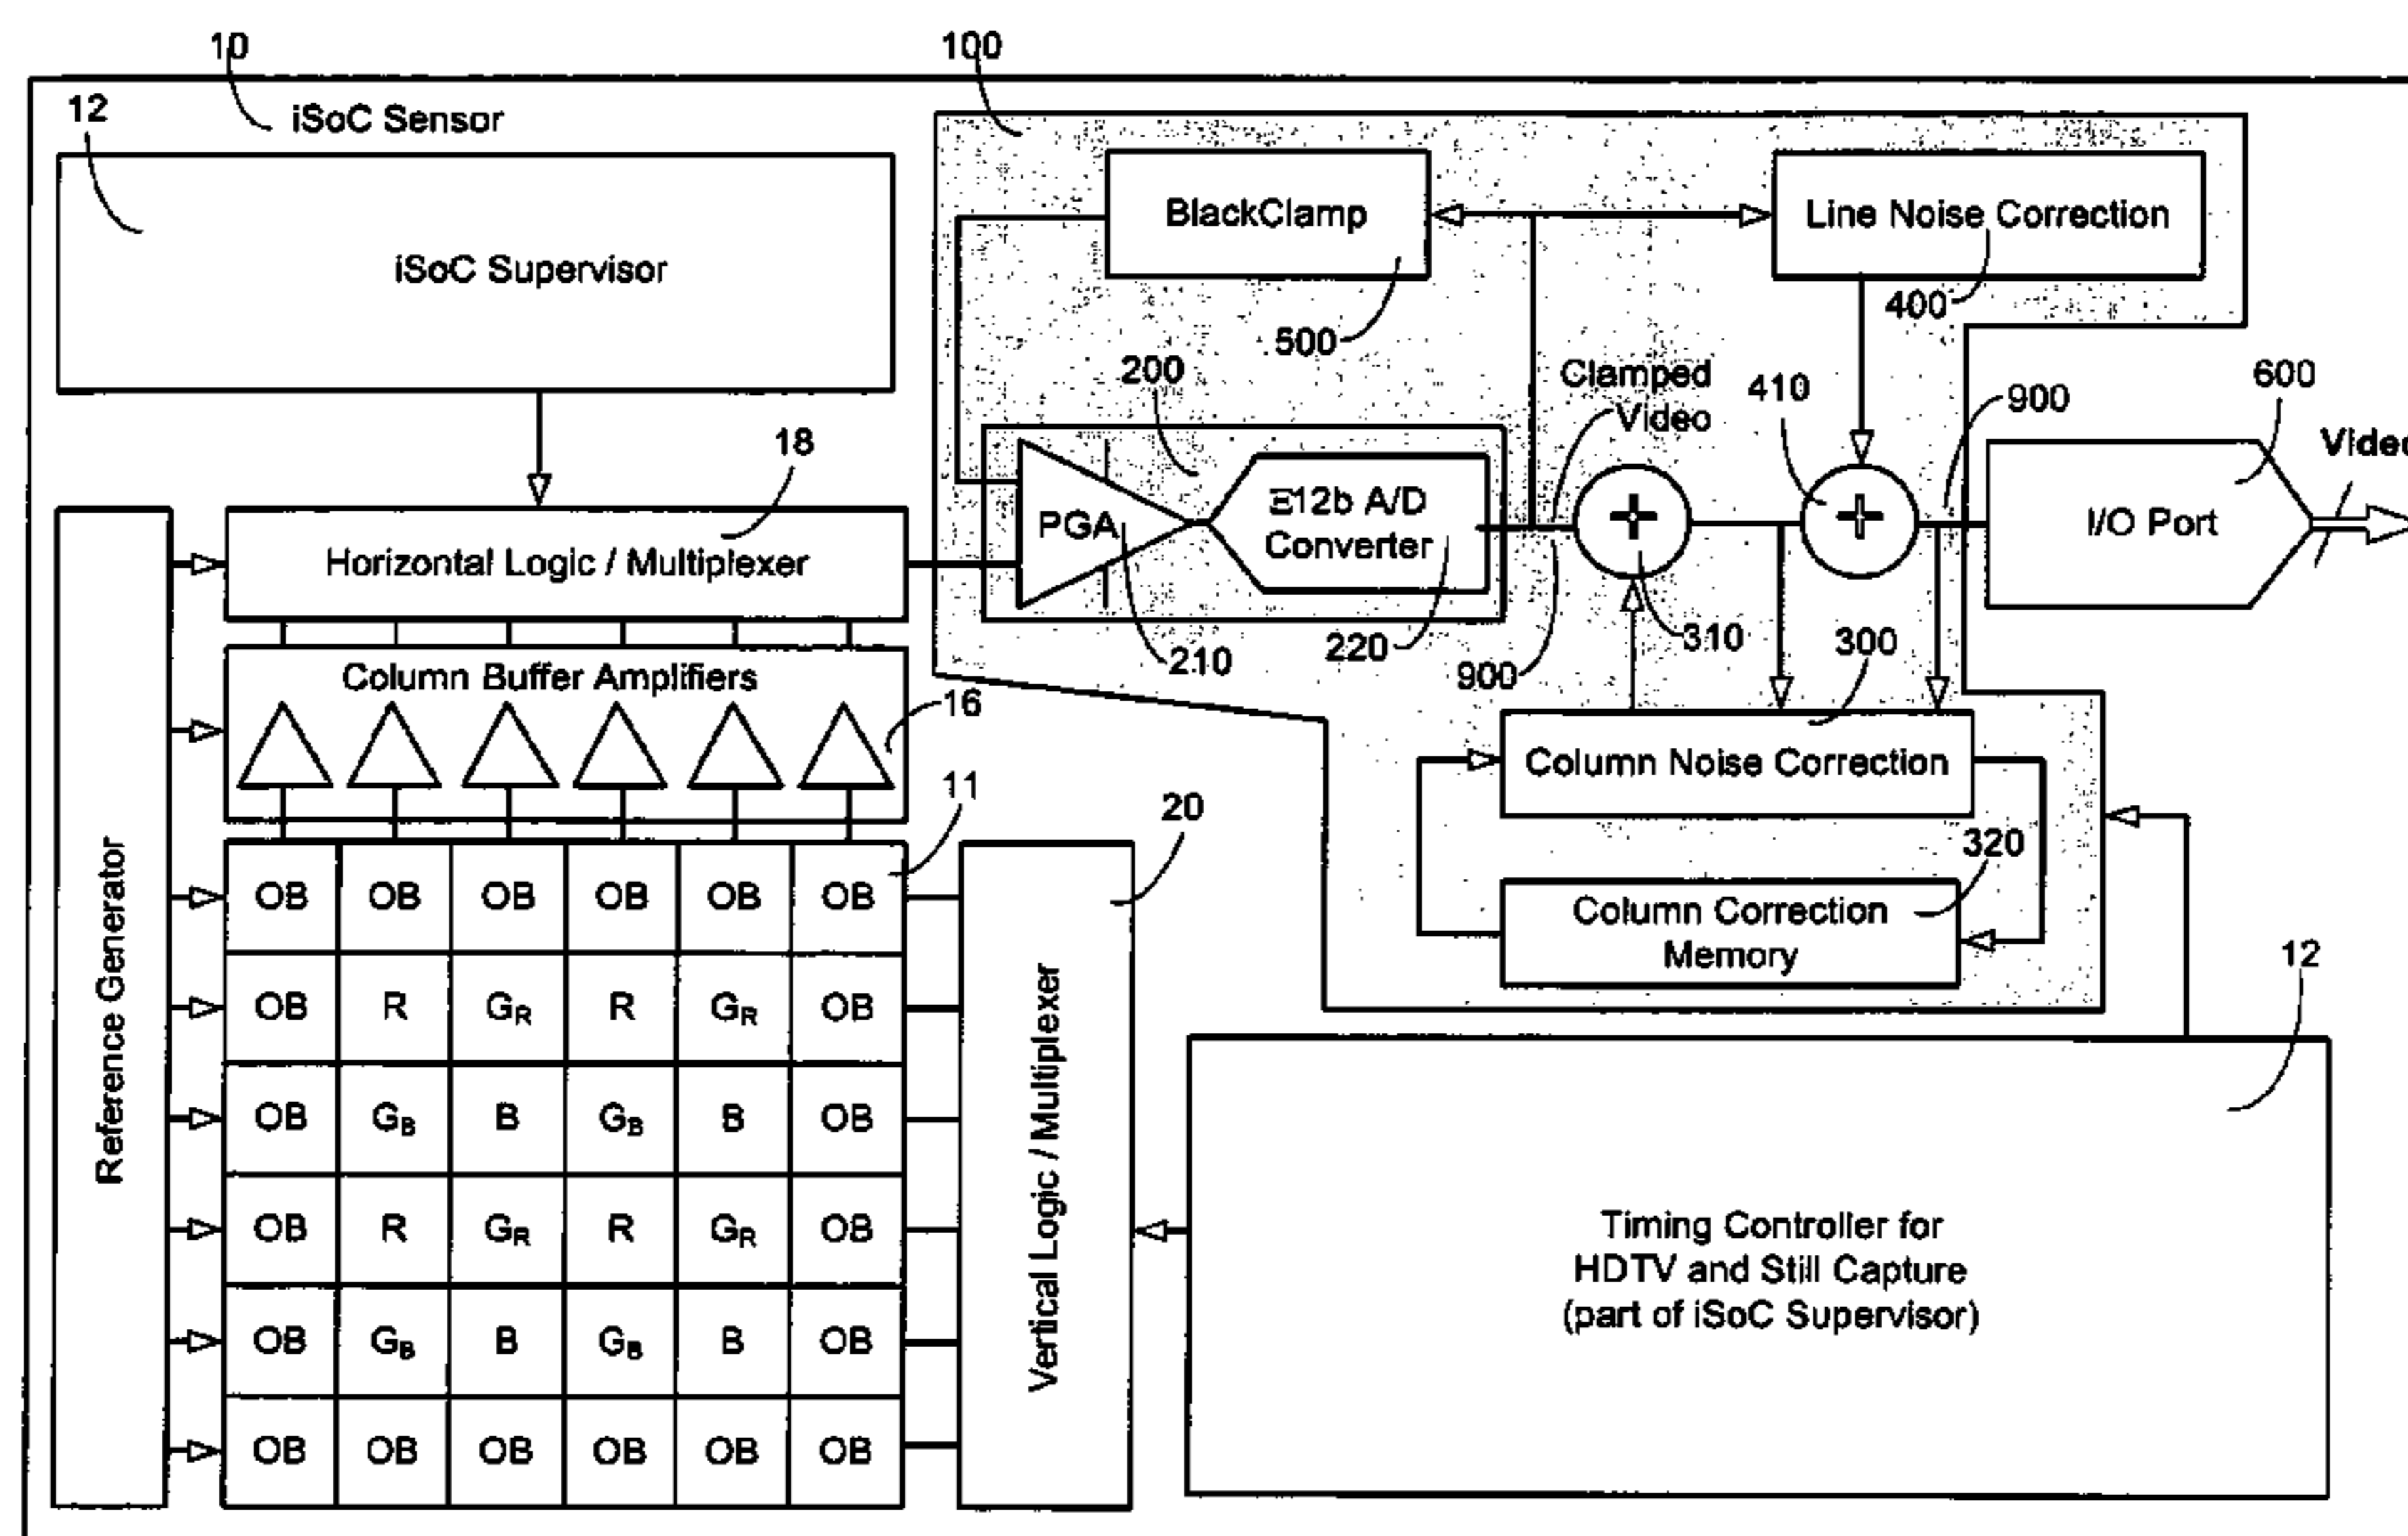 10
100
12
iSoC Sensor
iSoC Supervisor
BlackClamp
Line Noise Correction
400
500
200
Clamped
Video
410
900
600
Video
18
Horizontal Logic / Multiplexer
PGA
Ξ12b A/D
Converter
I/O Port
210
220
900
310
300
Column Buffer Amplifiers
16
Column Noise Correction
11
20
320
Column Correction
Memory
12
Reference Generator
OB OB OB OB OB OB
OB R GR R GR OB
OB GB B GB B OB
OB R GR R GR OB
OB GB B GB B OB
OB OB OB OB OB OB
Vertical Logic / Multiplexer
Timing Controller for
HDTV and Still Capture
(part of iSoC Supervisor)